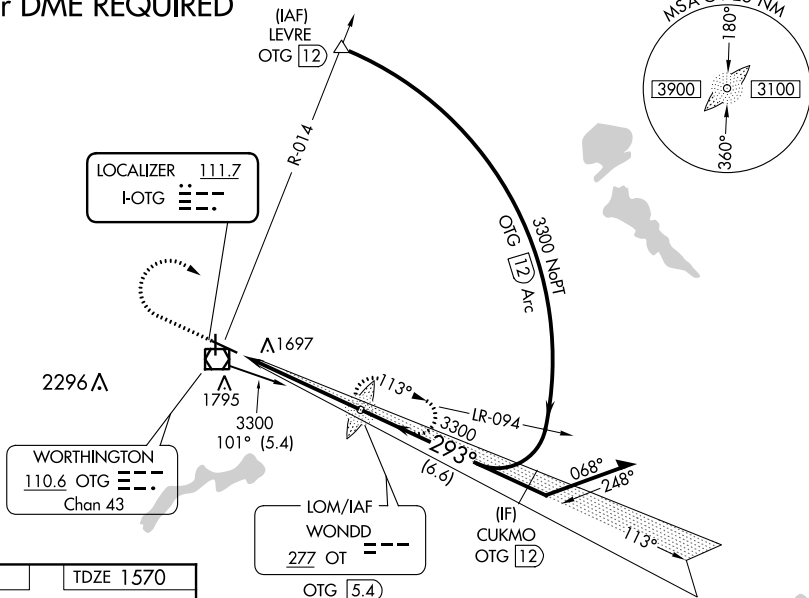 r DME REQUIRED
(IAF)
LEVRE
OTG 12
MSA OT 25 NM
180°
3900
3100
360°
R-014
LOCALIZER 111.7
I-OTG
3300 NoPT
OTG 12 Arc
1697
2296
1795
3300
101° (5.4)
113°
LR-094
3300
293°
(6.6)
068°
248°
113°
WORTHINGTON
110.6 OTG
Chan 43
LOM/IAF
WONDD
277 OT
OTG 5.4
(IF)
CUKMO
OTG 12
TDZE 1570